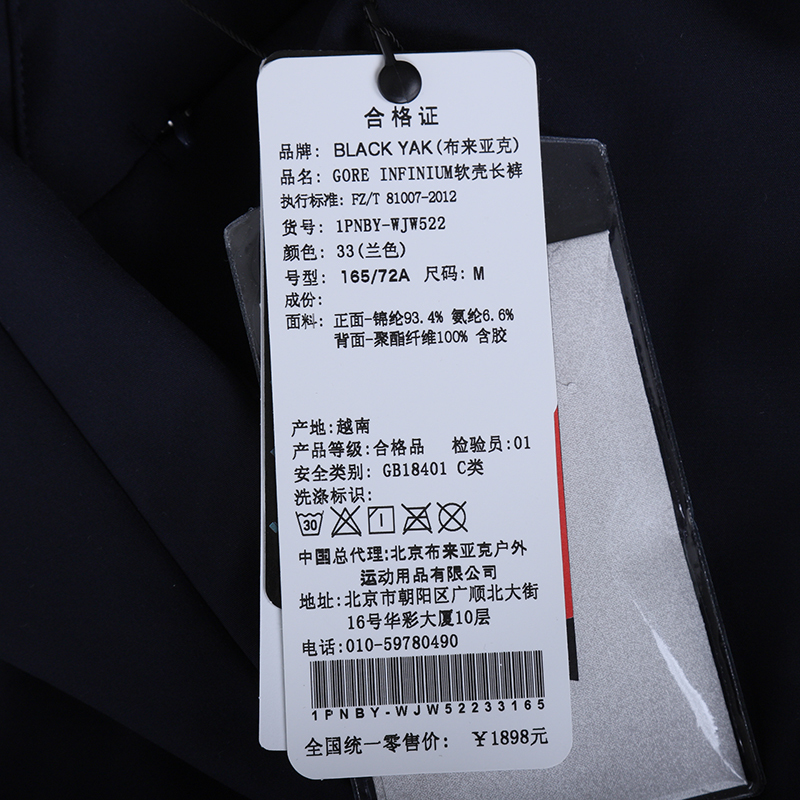 合格证
品牌: BLACK YAK(布来亚克)
品名: GORE INFINIUM软壳长裤
执行标准: FZ/T 81007-2012
货号: 1PNBY-WJW522
颜色: 33(兰色)
号型: 165/72A 尺码: M
成份:
面料: 正面-锦纶93.4% 氨纶6.6%
背面-聚酯纤维100% 含胶
产地:越南
产品等级:合格品 检验员:01
安全类别: GB18401 C类
洗涤标识:
30
中国总代理:北京布来亚克户外
运动用品有限公司
地址:北京市朝阳区广顺北大街
16号华彩大厦10层
电话:010-59780490
1PNBY-WJW52233165
全国统一零售价: ¥1898元